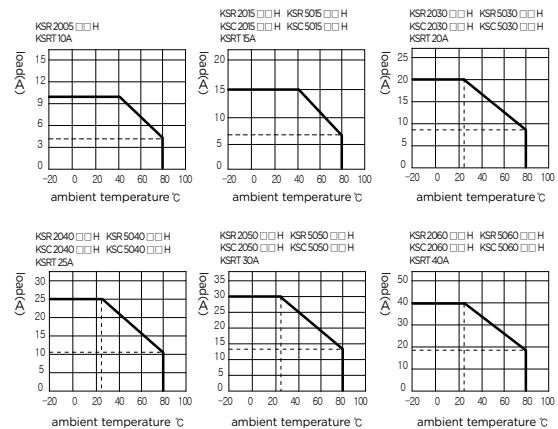 KSR 2005 □□ H
KSRT 10A
load(A)
15
12
9
6
3
0
-20 0 20 40 60 80 100
ambient temperature ℃
KSR 2015 □□ H KSR 5015 □□ H
KSC 2015 □□ H KSC 5015 □□ H
KSRT 15A
load(A)
20
15
10
5
0
-20 0 20 40 60 80 100
ambient temperature ℃
KSR 2030 □□ H KSR 5030 □□ H
KSC 2030 □□ H KSC 5030 □□ H
KSRT 20A
load(A)
25
20
15
10
5
0
-20 0 20 40 60 80 100
ambient temperature ℃
KSR 2040 □□ H KSR 5040 □□ H
KSC 2040 □□ H KSC 5040 □□ H
KSRT 25A
load(A)
30
25
20
15
10
5
0
-20 0 20 40 60 80 100
ambient temperature ℃
KSR 2050 □□ H KSR 5050 □□ H
KSC 2050 □□ H KSC 5050 □□ H
KSRT 30A
load(A)
35
30
25
20
15
10
5
0
-20 0 20 40 60 80 100
ambient temperature ℃
KSR 2060 □□ H KSR 5060 □□ H
KSC 2060 □□ H KSC 5060 □□ H
KSRT 40A
load(A)
50
40
30
20
10
0
-20 0 20 40 60 80 100
ambient temperature ℃